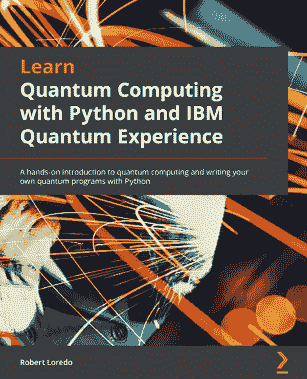 Learn
Quantum Computing
with Python and IBM
Quantum Experience
A hands-on introduction to quantum computing and writing your
own quantum programs with Python
Robert Loredo